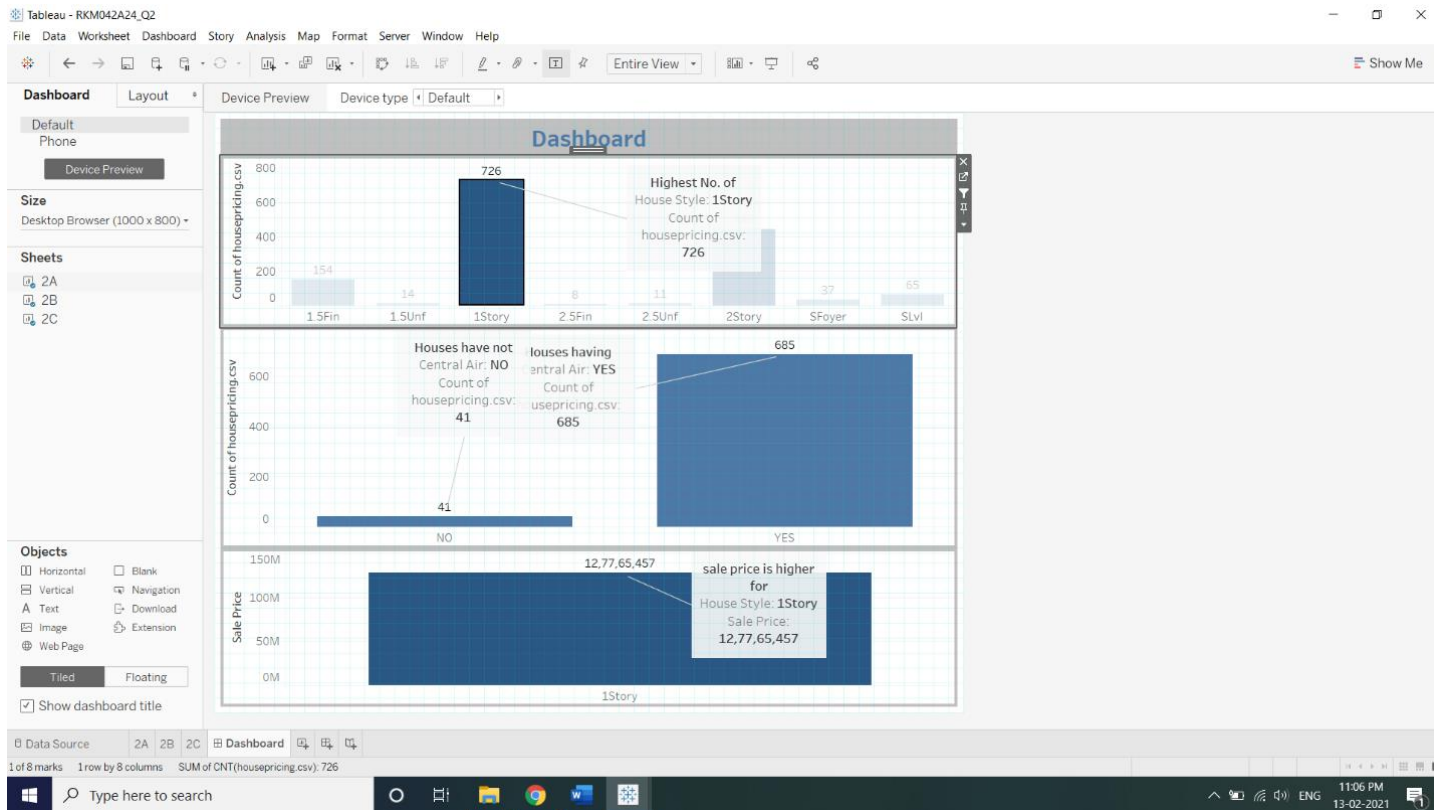 Tableau - RKM042A24_Q2
File Data Worksheet Dashboard Story Analysis Map Format Server Window Help
Entire View
Show Me
Dashboard Layout
Device Preview Device type Default
Default
Phone
Device Preview
Size
Desktop Browser (1000 x 800)
Sheets
2A
2B
2C
Objects
Horizontal Blank
Vertical Navigation
A Text Download
Image Extension
Web Page
Tiled Floating
Show dashboard title
Dashboard
Count of housepricing.csv
800
600
400
200
0
154
14
726
8
11
37
65
Highest No. of
House Style: 1Story
Count of
housepricing.csv:
726
1.5Fin 1.5Unf 1Story 2.5Fin 2.5Unf 2Story SFoyer SLvl
Count of housepricing.csv
600
400
200
0
Houses have not
Central Air: NO
Count of
housepricing.csv:
41
louses having
entral Air: YES
Count of
usepricing.csv:
685
41
685
NO YES
Sale Price
150M
100M
50M
0M
12,77,65,457
sale price is higher
for
House Style: 1Story
Sale Price:
12,77,65,457
1Story
Data Source 2A 2B 2C Dashboard
1 of 8 marks 1 row by 8 columns SUM of CNT(housepricing.csv): 726
Type here to search
ENG
11:06 PM
13-02-2021
1